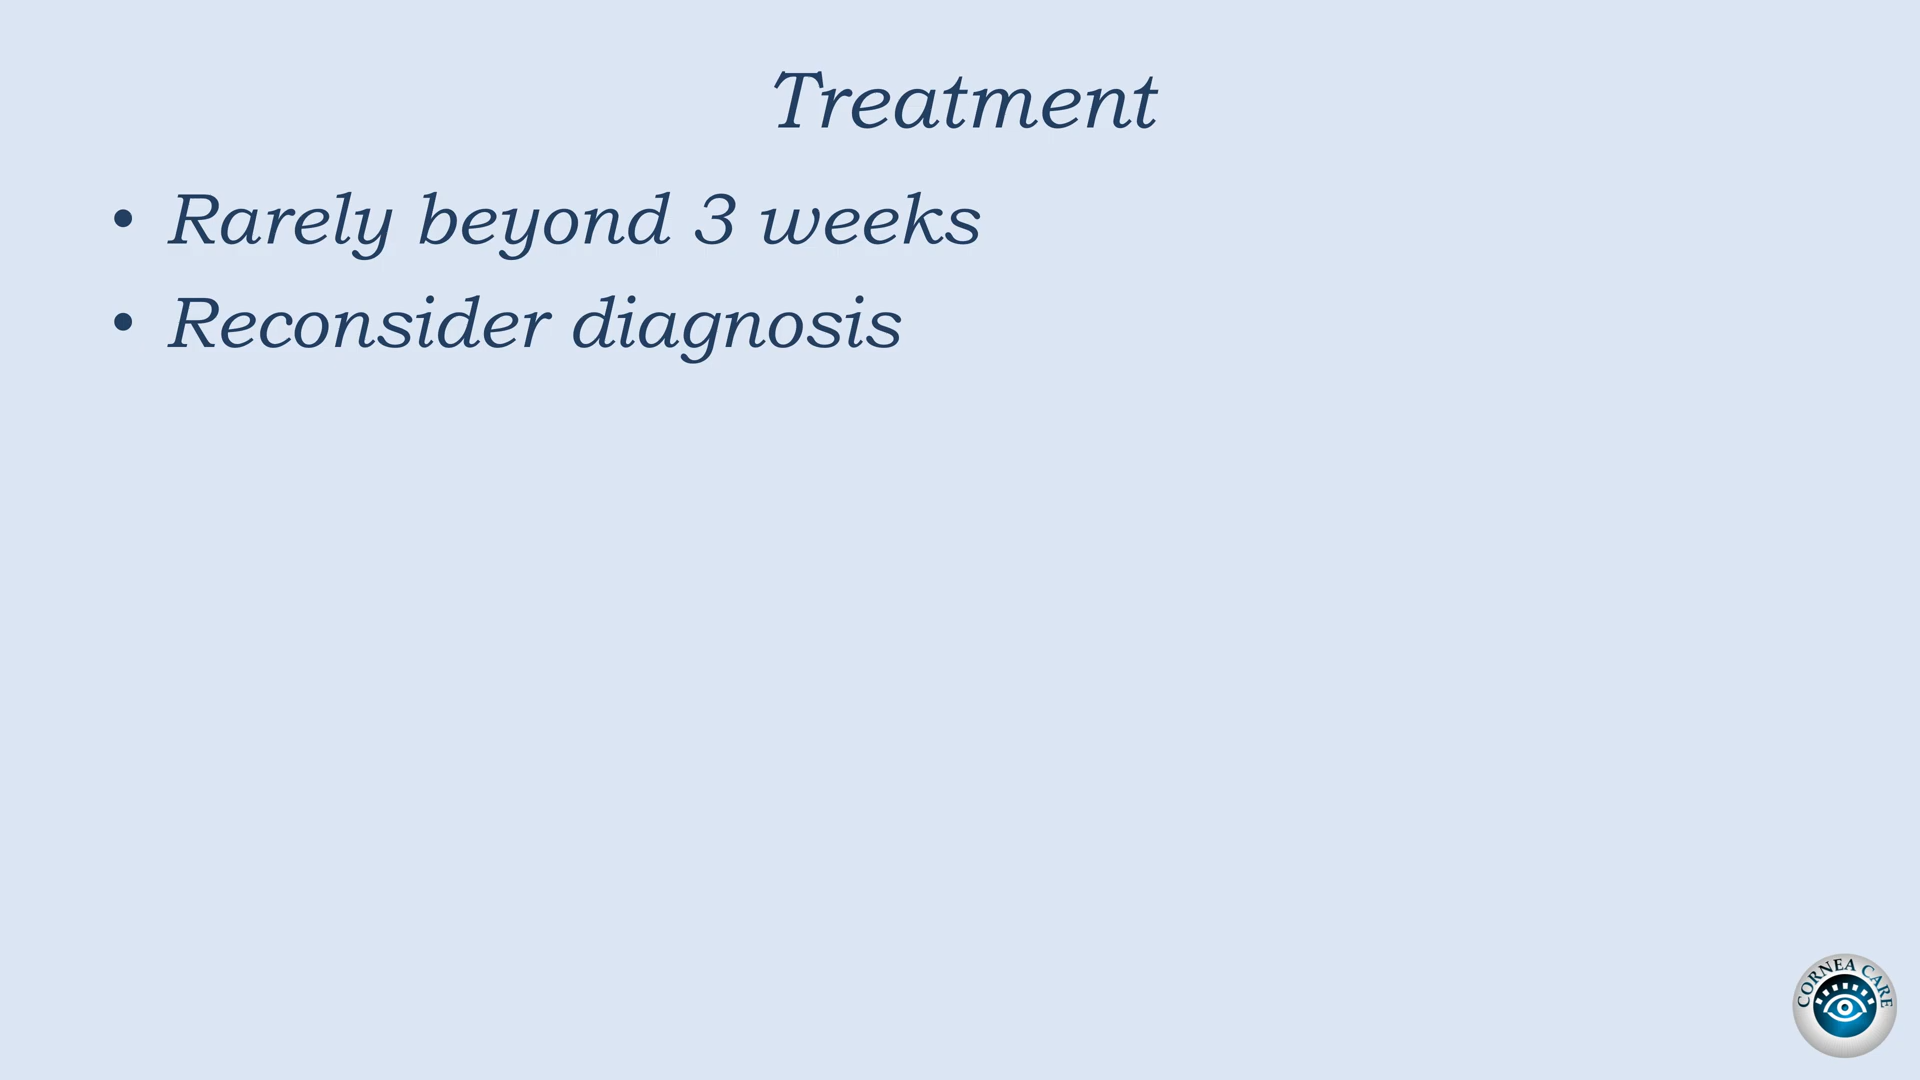 Treatment
• Rarely beyond 3 weeks
• Reconsider diagnosis
CORNEA CARE